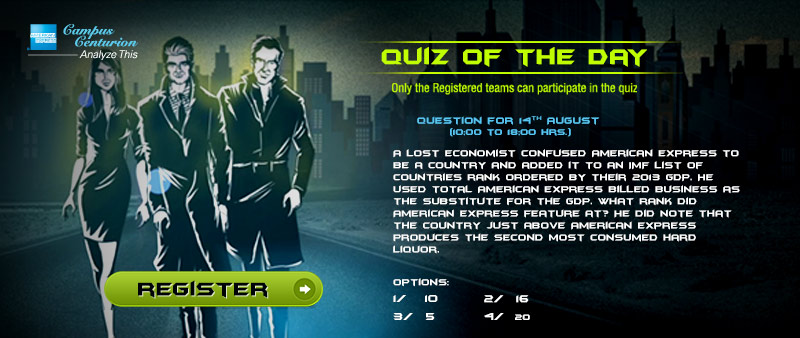 Campus
Centurion
Analyze This
QUIZ OF THE DAY
Only the Registered teams can participate in the quiz
QUESTION FOR 14TH AUGUST
(10:00 TO 18:00 HRS.)
A LOST ECONOMIST CONFUSED AMERICAN EXPRESS TO
BE A COUNTRY AND ADDED IT TO AN IMF LIST OF
COUNTRIES RANK ORDERED BY THEIR 2013 GDP. HE
USED TOTAL AMERICAN EXPRESS BILLED BUSINESS AS
THE SUBSTITUTE FOR THE GDP. WHAT RANK DID
AMERICAN EXPRESS FEATURE AT? HE DID NOTE THAT
THE COUNTRY JUST ABOVE AMERICAN EXPRESS
PRODUCES THE SECOND MOST CONSUMED HARD
LIQUOR.
OPTIONS:
1/ 10 2/ 16
3/ 5 4/ 20
REGISTER